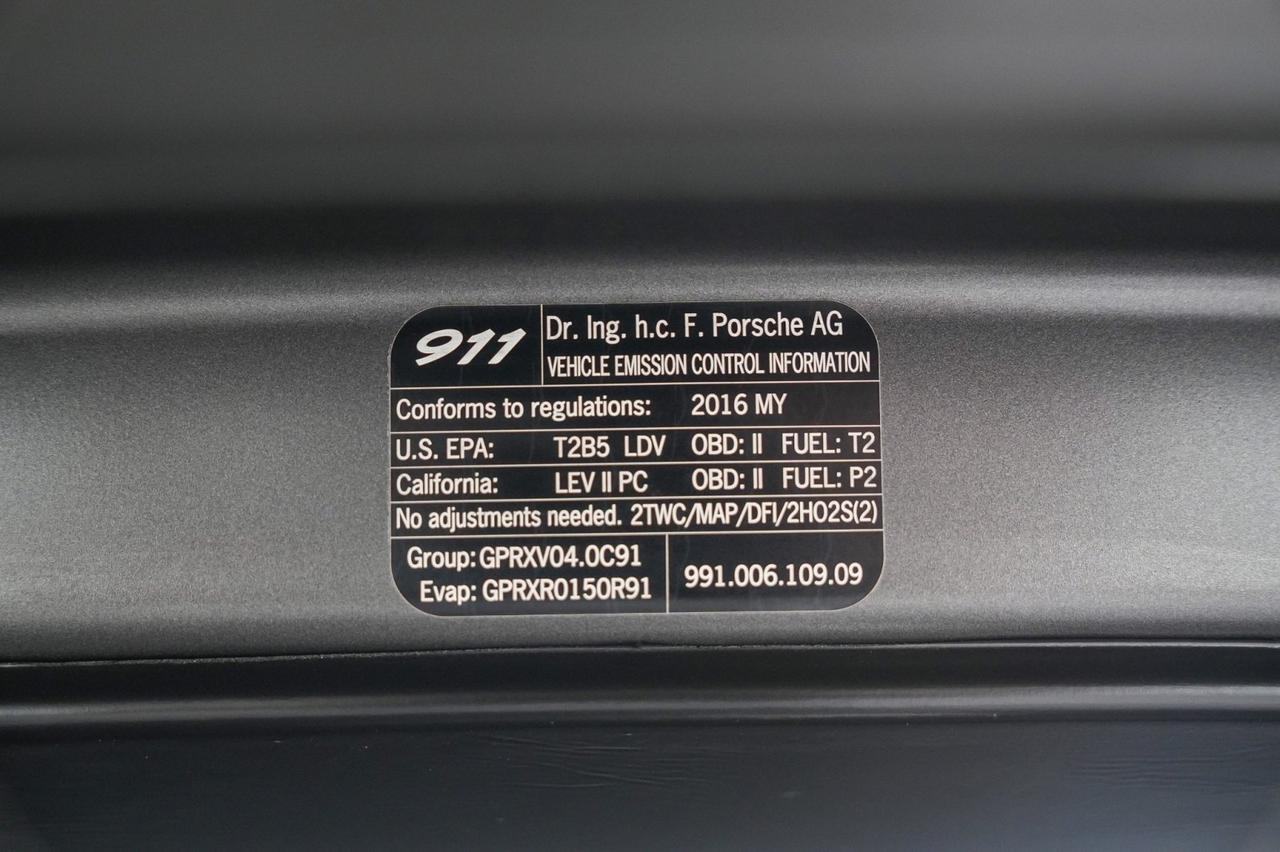 911
Dr. Ing. h.c. F. Porsche AG
VEHICLE EMISSION CONTROL INFORMATION
Conforms to regulations: 2016 MY
U.S. EPA: T2B5 LDV OBD: II FUEL: T2
California: LEV II PC OBD: II FUEL: P2
No adjustments needed. 2TWC/MAP/DFI/2HO2S(2)
Group: GPRXV04.0C91
Evap: GPRXR0150R91
991.006.109.09